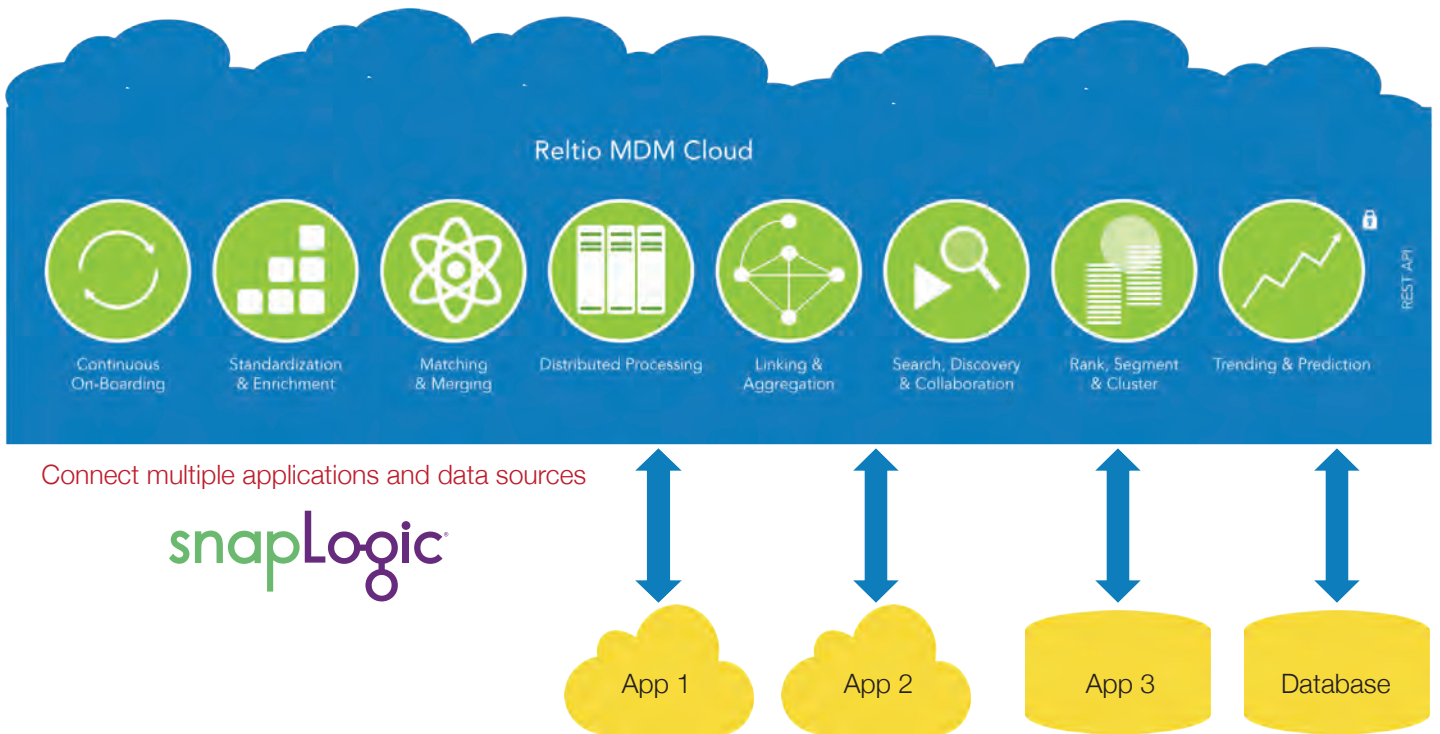 Reltio MDM Cloud
REST API
Continuous
On-Boarding
Standardization
& Enrichment
Matching
& Merging
Distributed Processing
Linking &
Aggregation
Search, Discovery
& Collaboration
Rank, Segment
& Cluster
Trending & Prediction
Connect multiple applications and data sources
snapLogic
App 1
App 2
App 3
Database